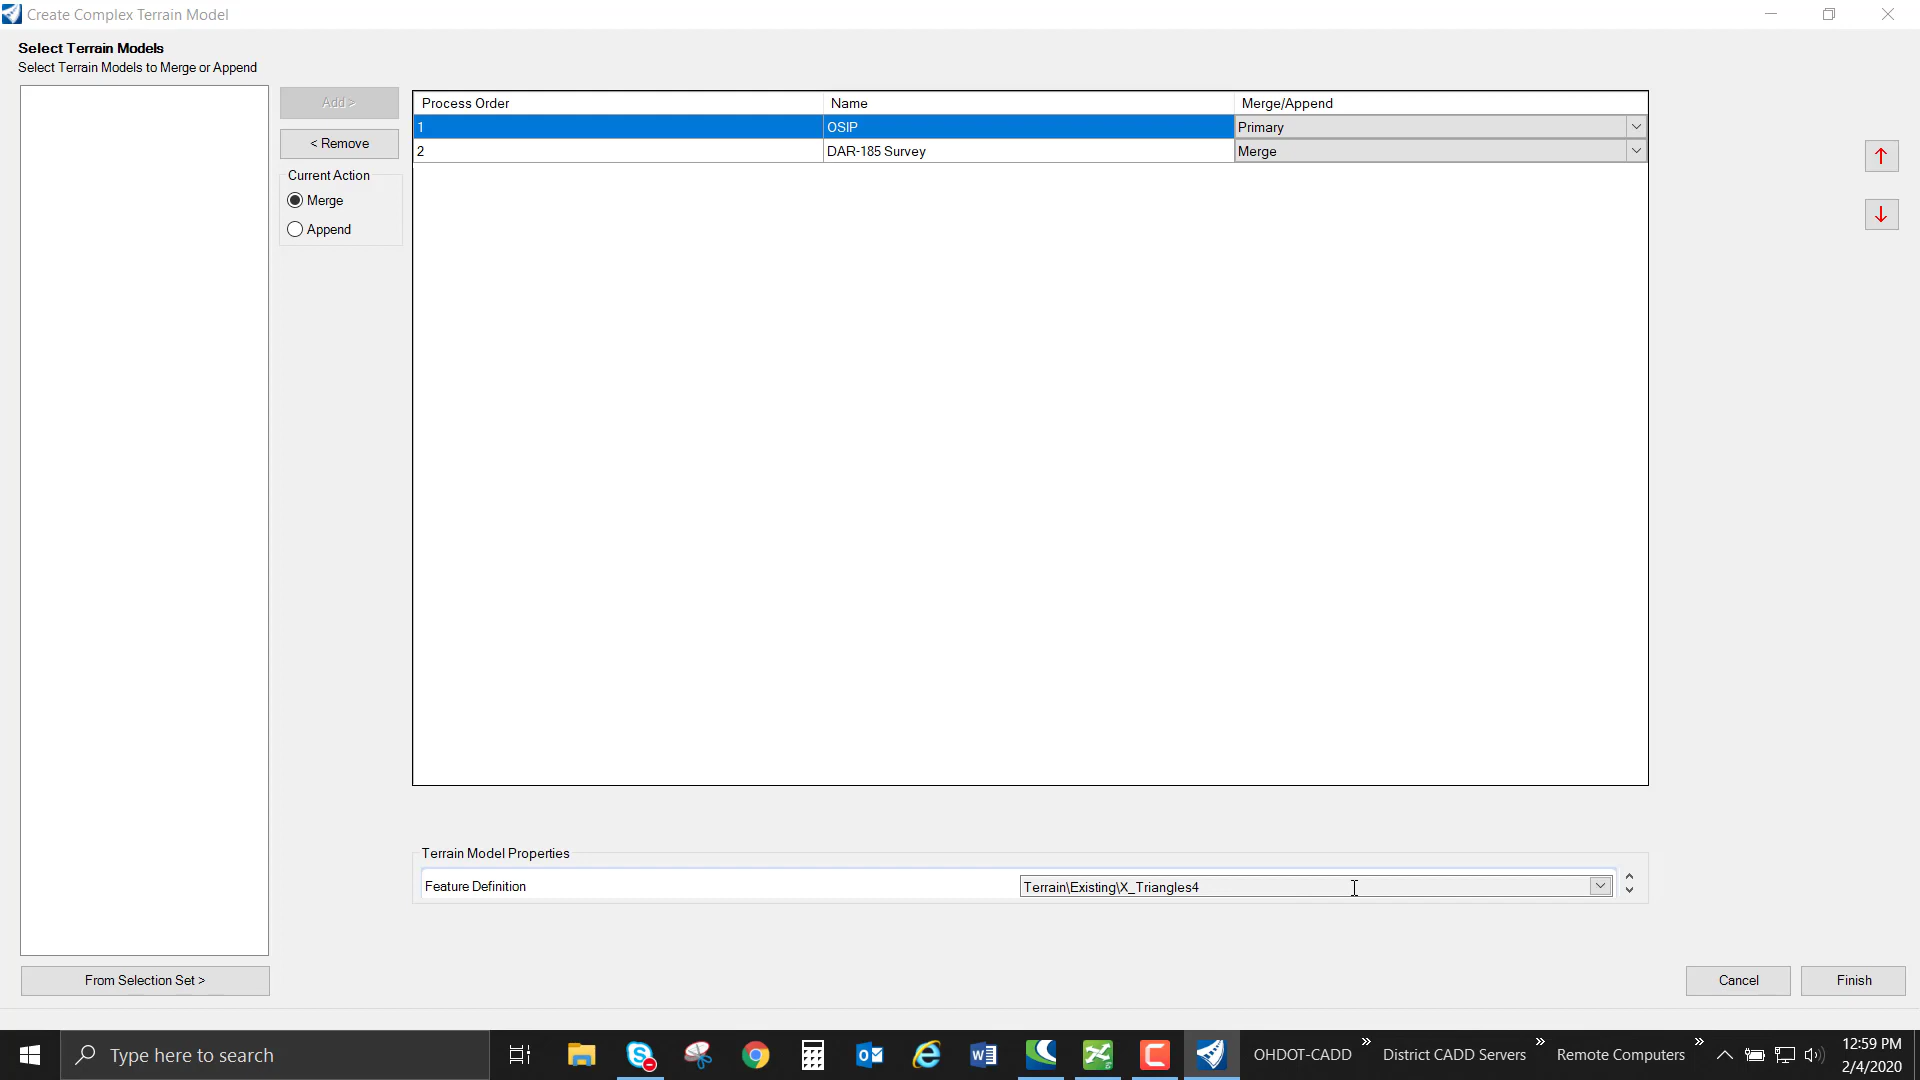 Create Complex Terrain Model
Select Terrain Models
Select Terrain Models to Merge or Append
Add >
< Remove
Current Action
Merge
Append
Process Order Name Merge/Append
1 OSIP Primary
2 DAR-185 Survey Merge
Terrain Model Properties
Feature Definition Terrain\Existing\X_Triangles4
From Selection Set >
Cancel Finish
Type here to search
OHDOT-CADD » District CADD Servers » Remote Computers »
12:59 PM
2/4/2020